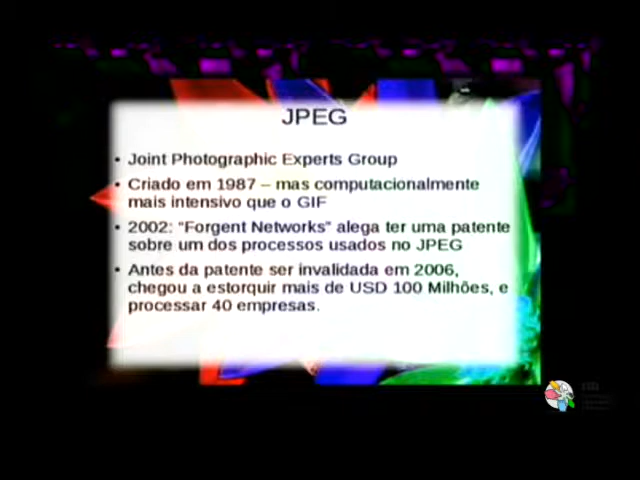 JPEG
• Joint Photographic Experts Group
• Criado em 1987 – mas computacionalmente
mais intensivo que o GIF
• 2002: "Forgent Networks" alega ter uma patente
sobre um dos processos usados no JPEG
• Antes da patente ser invalidada em 2006,
chegou a estorquir mais de USD 100 Milhões, e
processar 40 empresas.